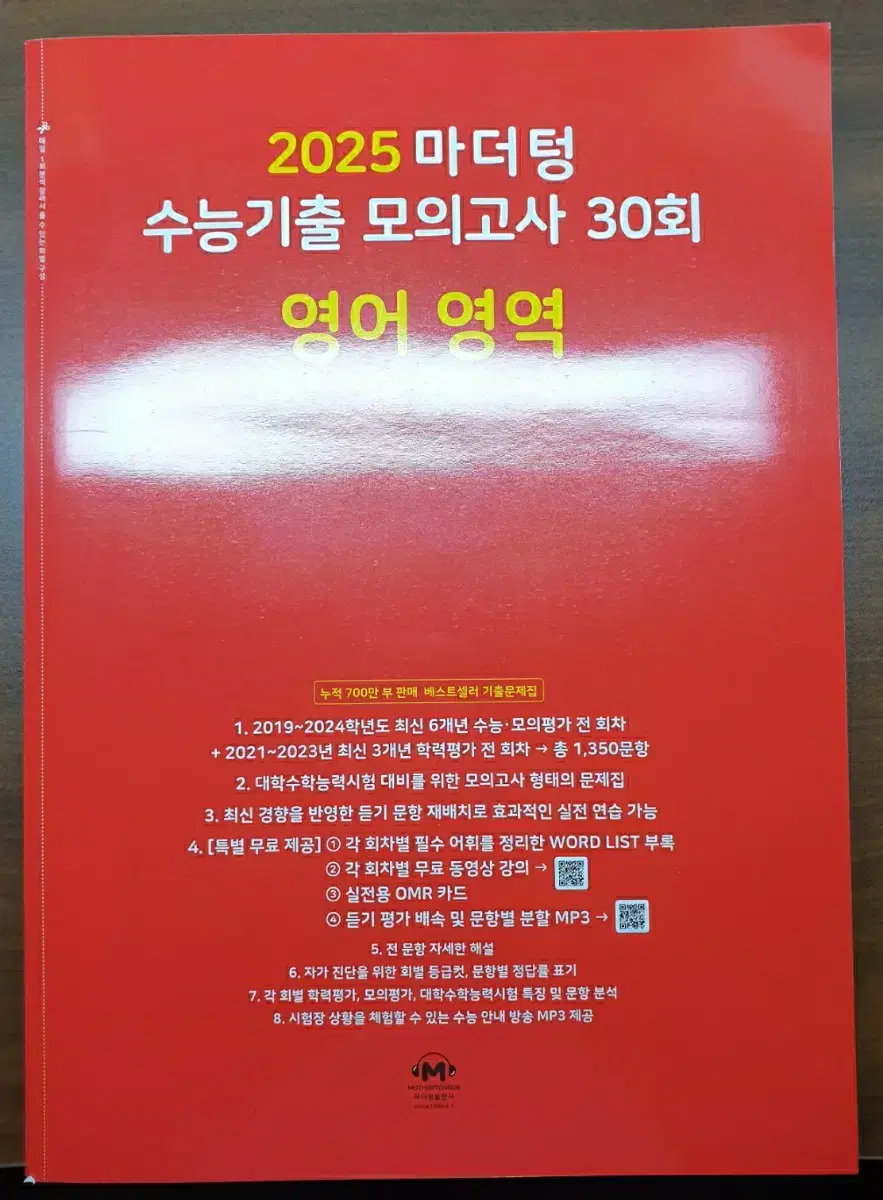 2025 마더텅
수능기출 모의고사 30회
영어 영역
누적 700만 부 판매 베스트셀러 기출문제집
1. 2019~2024학년도 최신 6개년 수능·모의평가 전 회차
+ 2021~2023년 최신 3개년 학력평가 전 회차 → 총 1,350문항
2. 대학수학능력시험 대비를 위한 모의고사 형태의 문제집
3. 최신 경향을 반영한 듣기 문항 재배치로 효과적인 실전 연습 가능
4. [특별 무료 제공] ① 각 회차별 필수 어휘를 정리한 WORD LIST 부록
② 각 회차별 무료 동영상 강의 →
③ 실전용 OMR 카드
④ 듣기 평가 배속 및 문항별 분할 MP3 →
5. 전 문항 자세한 해설
6. 자가 진단을 위한 회별 등급컷, 문항별 정답률 표기
7. 각 회별 학력평가, 모의평가, 대학수학능력시험 특징 및 문항 분석
8. 시험장 상황을 체험할 수 있는 수능 안내 방송 MP3 제공
M
MOTHERTONGUE
마더텅출판사